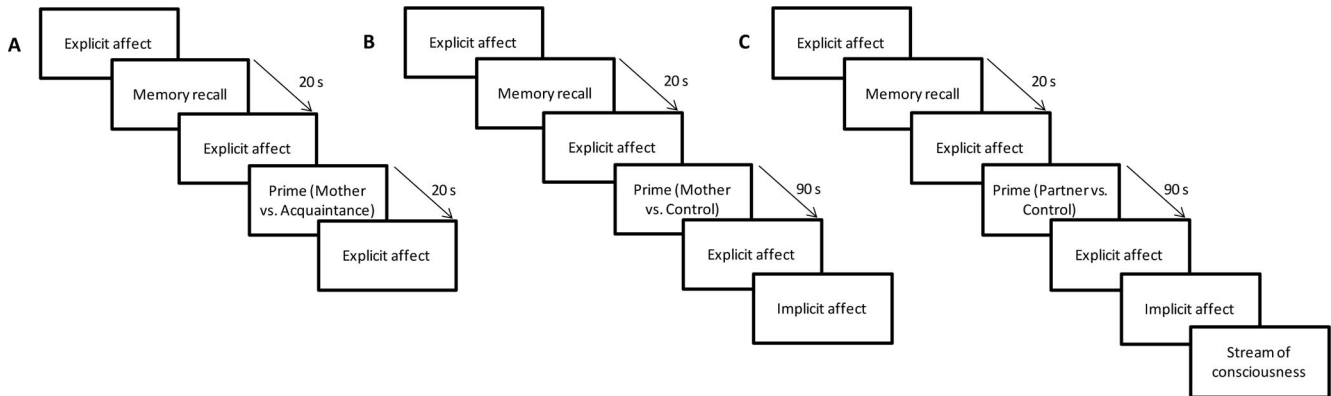 A
Explicit affect
Memory recall
20 s
Explicit affect
Prime (Mother
vs. Acquaintance)
20 s
Explicit affect
B
Explicit affect
Memory recall
20 s
Explicit affect
Prime (Mother
vs. Control)
90 s
Explicit affect
Implicit affect
C
Explicit affect
Memory recall
20 s
Explicit affect
Prime (Partner vs.
Control)
90 s
Explicit affect
Implicit affect
Stream of
consciousness